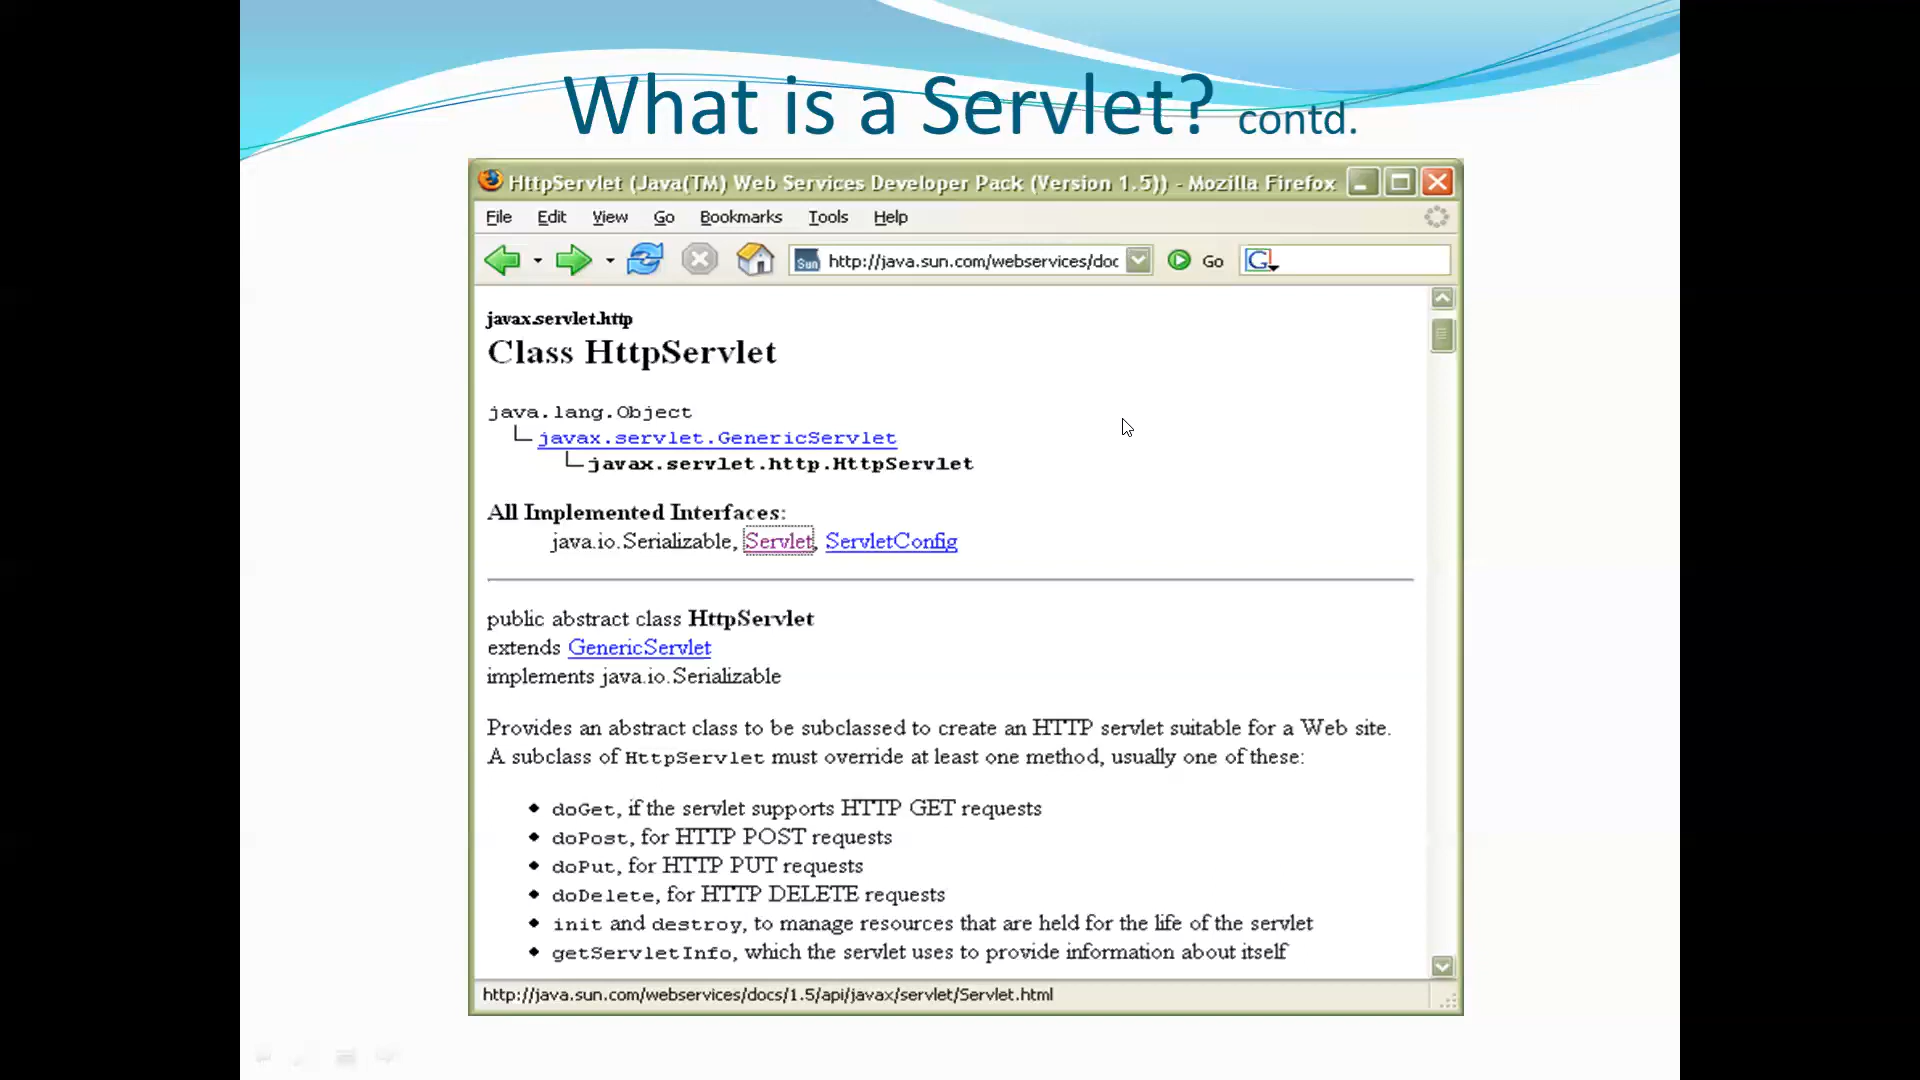 What is a Servlet? contd.
HttpServlet (Java(TM) Web Services Developer Pack (Version 1.5)) - Mozilla Firefox
File Edit View Go Bookmarks Tools Help
Sun http://java.sun.com/webservices/doc Go G
javax.servlet.http
Class HttpServlet
java.lang.Object
javax.servlet.GenericServlet
javax.servlet.http.HttpServlet
All Implemented Interfaces:
java.io.Serializable, Servlet, ServletConfig
public abstract class HttpServlet
extends GenericServlet
implements java.io.Serializable
Provides an abstract class to be subclassed to create an HTTP servlet suitable for a Web site.
A subclass of HttpServlet must override at least one method, usually one of these:
• doGet, if the servlet supports HTTP GET requests
• doPost, for HTTP POST requests
• doPut, for HTTP PUT requests
• doDelete, for HTTP DELETE requests
• init and destroy, to manage resources that are held for the life of the servlet
• getServletInfo, which the servlet uses to provide information about itself
http://java.sun.com/webservices/docs/1.5/api/javax/servlet/Servlet.html